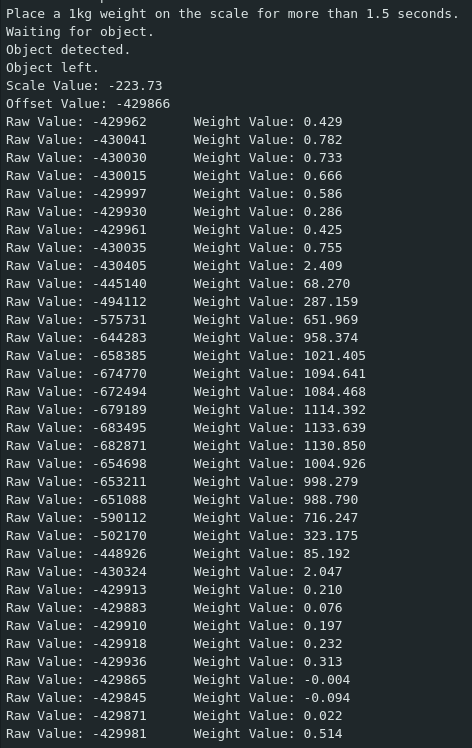 Place a 1kg weight on the scale for more than 1.5 seconds.
Waiting for object.
Object detected.
Object left.
Scale Value: -223.73
Offset Value: -429866
Raw Value: -429962      Weight Value: 0.429
Raw Value: -430041      Weight Value: 0.782
Raw Value: -430030      Weight Value: 0.733
Raw Value: -430015      Weight Value: 0.666
Raw Value: -429997      Weight Value: 0.586
Raw Value: -429930      Weight Value: 0.286
Raw Value: -429961      Weight Value: 0.425
Raw Value: -430035      Weight Value: 0.755
Raw Value: -430405      Weight Value: 2.409
Raw Value: -445140      Weight Value: 68.270
Raw Value: -494112      Weight Value: 287.159
Raw Value: -575731      Weight Value: 651.969
Raw Value: -644283      Weight Value: 958.374
Raw Value: -658385      Weight Value: 1021.405
Raw Value: -674770      Weight Value: 1094.641
Raw Value: -672494      Weight Value: 1084.468
Raw Value: -679189      Weight Value: 1114.392
Raw Value: -683495      Weight Value: 1133.639
Raw Value: -682871      Weight Value: 1130.850
Raw Value: -654698      Weight Value: 1004.926
Raw Value: -653211      Weight Value: 998.279
Raw Value: -651088      Weight Value: 988.790
Raw Value: -590112      Weight Value: 716.247
Raw Value: -502170      Weight Value: 323.175
Raw Value: -448926      Weight Value: 85.192
Raw Value: -430324      Weight Value: 2.047
Raw Value: -429913      Weight Value: 0.210
Raw Value: -429883      Weight Value: 0.076
Raw Value: -429910      Weight Value: 0.197
Raw Value: -429918      Weight Value: 0.232
Raw Value: -429936      Weight Value: 0.313
Raw Value: -429865      Weight Value: -0.004
Raw Value: -429845      Weight Value: -0.094
Raw Value: -429871      Weight Value: 0.022
Raw Value: -429981      Weight Value: 0.514